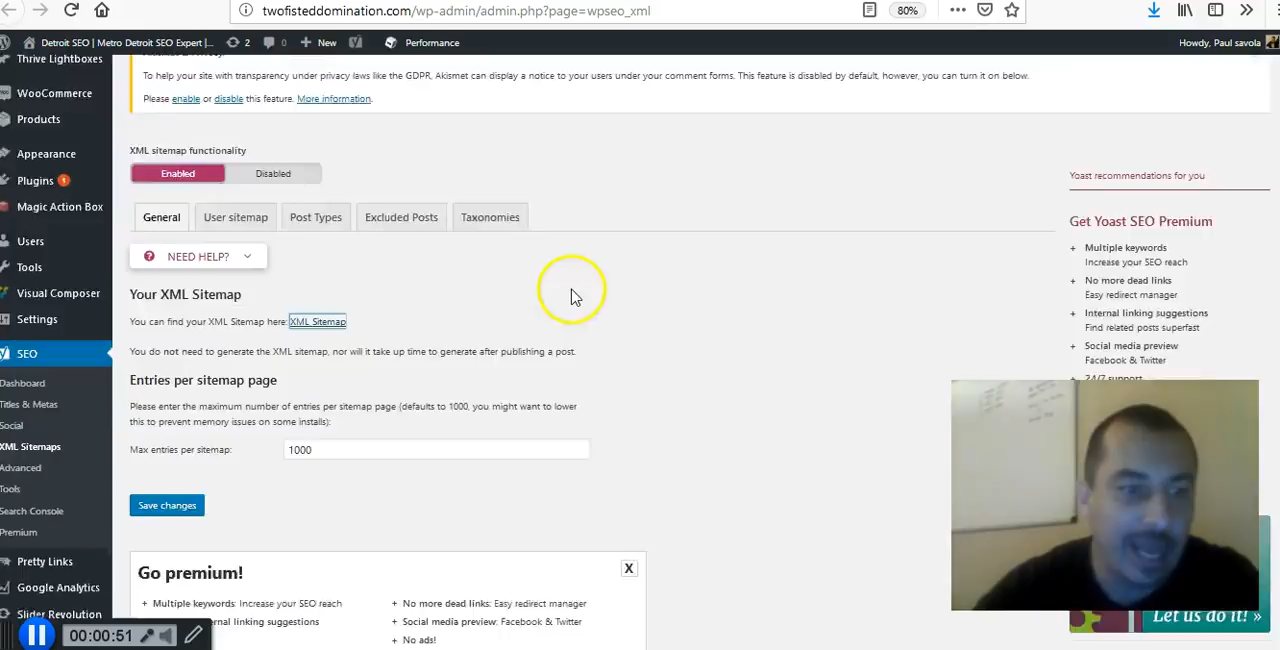 twofisteddomination.com/wp-admin/admin.php?page=wpseo_xml
80%
Detroit SEO | Metro Detroit SEO Expert |...
2
0
New
Performance
Howdy, Paul savola
Thrive Lightboxes
WooCommerce
Products
Appearance
Plugins 1
Magic Action Box
Users
Tools
Visual Composer
Settings
SEO
Dashboard
Titles & Metas
Social
XML Sitemaps
Advanced
Tools
Search Console
Premium
Pretty Links
Google Analytics
Slider Revolution
00:00:51
To help your site with transparency under privacy laws like the GDPR, Akismet can display a notice to your users under your comment forms. This feature is disabled by default, however, you can turn it on below.
Please enable or disable this feature. More information.
XML sitemap functionality
Enabled
Disabled
General
User sitemap
Post Types
Excluded Posts
Taxonomies
NEED HELP?
Your XML Sitemap
You can find your XML Sitemap here: XML Sitemap
You do not need to generate the XML sitemap, nor will it take up time to generate after publishing a post.
Entries per sitemap page
Please enter the maximum number of entries per sitemap page (defaults to 1000, you might want to lower
this to prevent memory issues on some installs):
Max entries per sitemap:
1000
Save changes
Go premium!
X
+ Multiple keywords: Increase your SEO reach
+ No more dead links: Easy redirect manager
ernal linking suggestions
+ Social media preview: Facebook & Twitter
+ No ads!
Yoast recommendations for you
Get Yoast SEO Premium
+ Multiple keywords
Increase your SEO reach
+ No more dead links
Easy redirect manager
+ Internal linking suggestions
Find related posts superfast
+ Social media preview
Facebook & Twitter
+ 24/7 support
Let us do it! »